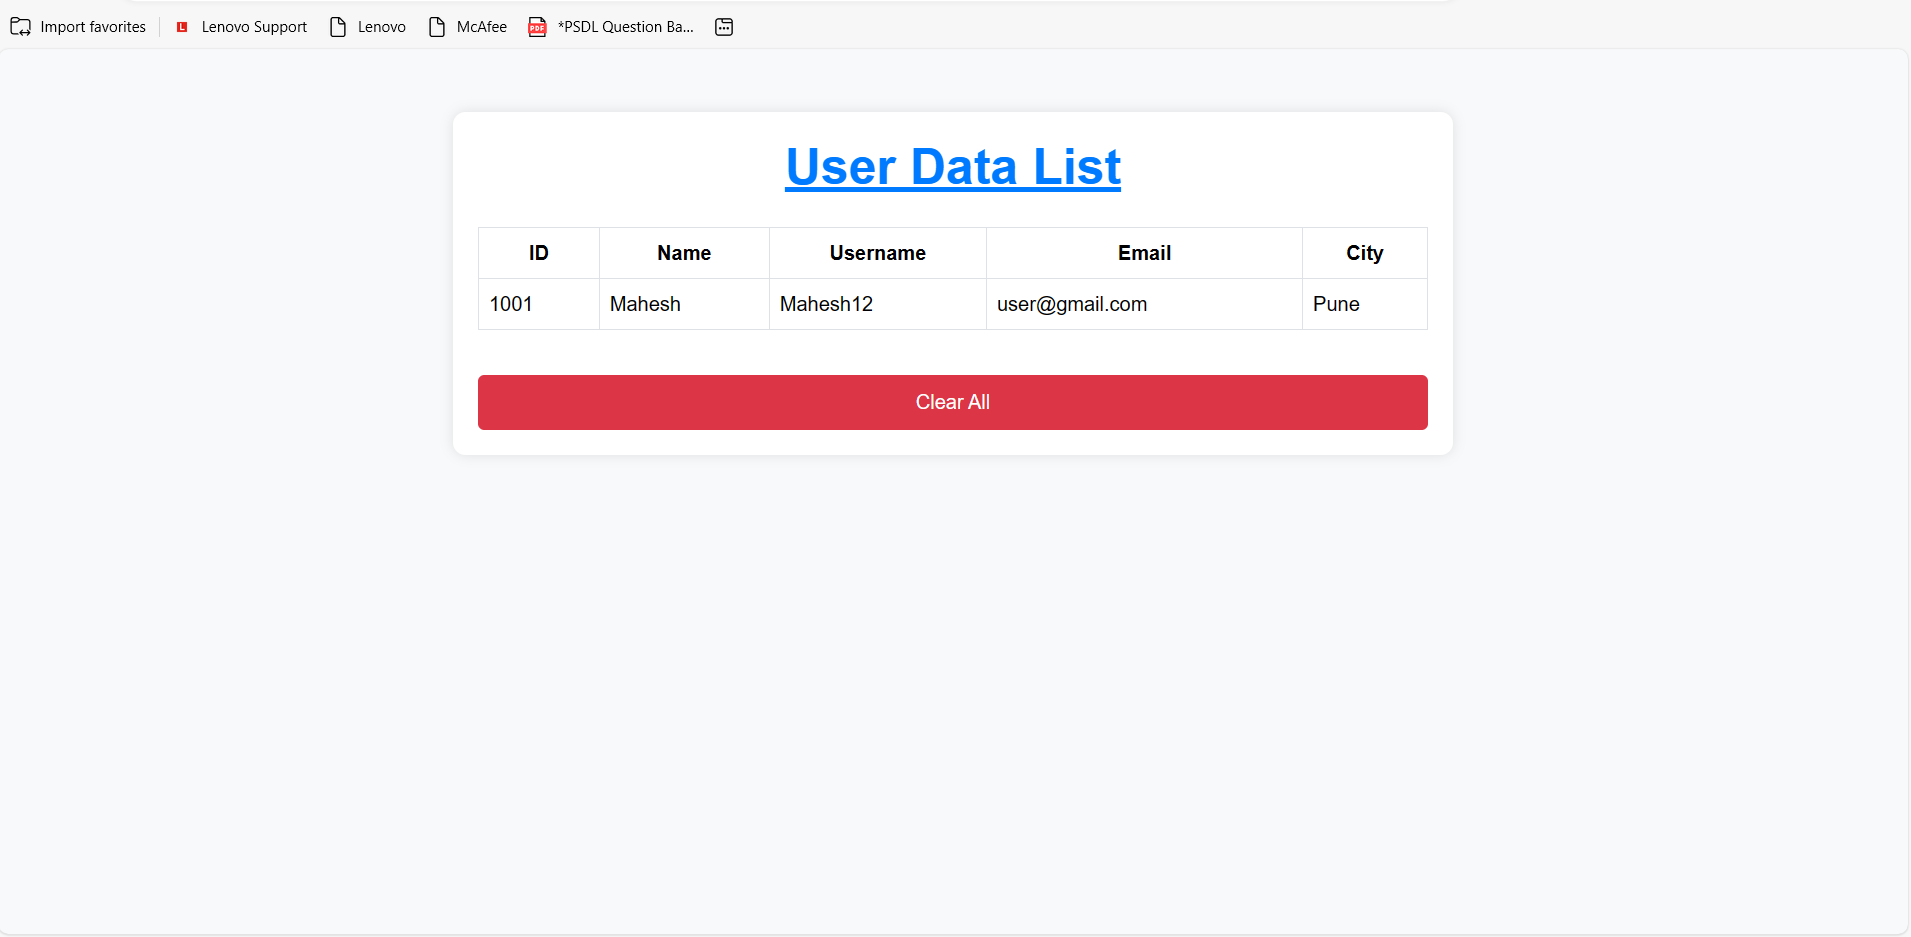 Import favorites Lenovo Support Lenovo McAfee *PSDL Question Ba...
User Data List
ID Name Username Email City
1001 Mahesh Mahesh12 user@gmail.com Pune
Clear All